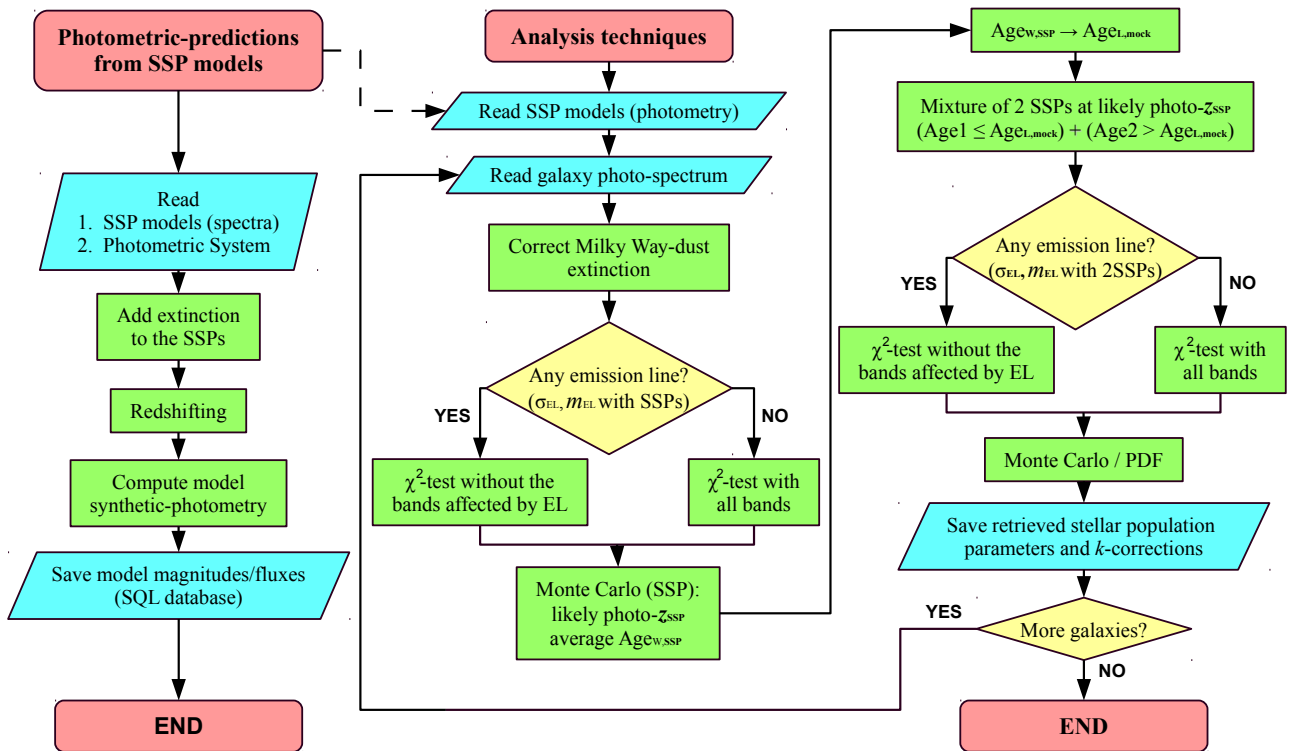 Photometric-predictions
from SSP models
Read
1. SSP models (spectra)
2. Photometric System
Add extinction
to the SSPs
Redshifting
Compute model
synthetic-photometry
Save model magnitudes/fluxes
(SQL database)
END
Analysis techniques
Read SSP models (photometry)
Read galaxy photo-spectrum
Correct Milky Way-dust
extinction
Any emission line?
(σEL, mEL with SSPs)
YES
NO
χ²-test without the
bands affected by EL
χ²-test with
all bands
Monte Carlo (SSP):
likely photo-zSSP
average AgeW,SSP
AgeW,SSP → AgeL,mock
Mixture of 2 SSPs at likely photo-zSSP
(Age1 ≤ AgeL,mock) + (Age2 > AgeL,mock)
Any emission line?
(σEL, mEL with 2SSPs)
YES
NO
χ²-test without the
bands affected by EL
χ²-test with
all bands
Monte Carlo / PDF
Save retrieved stellar population
parameters and k-corrections
YES
More galaxies?
NO
END